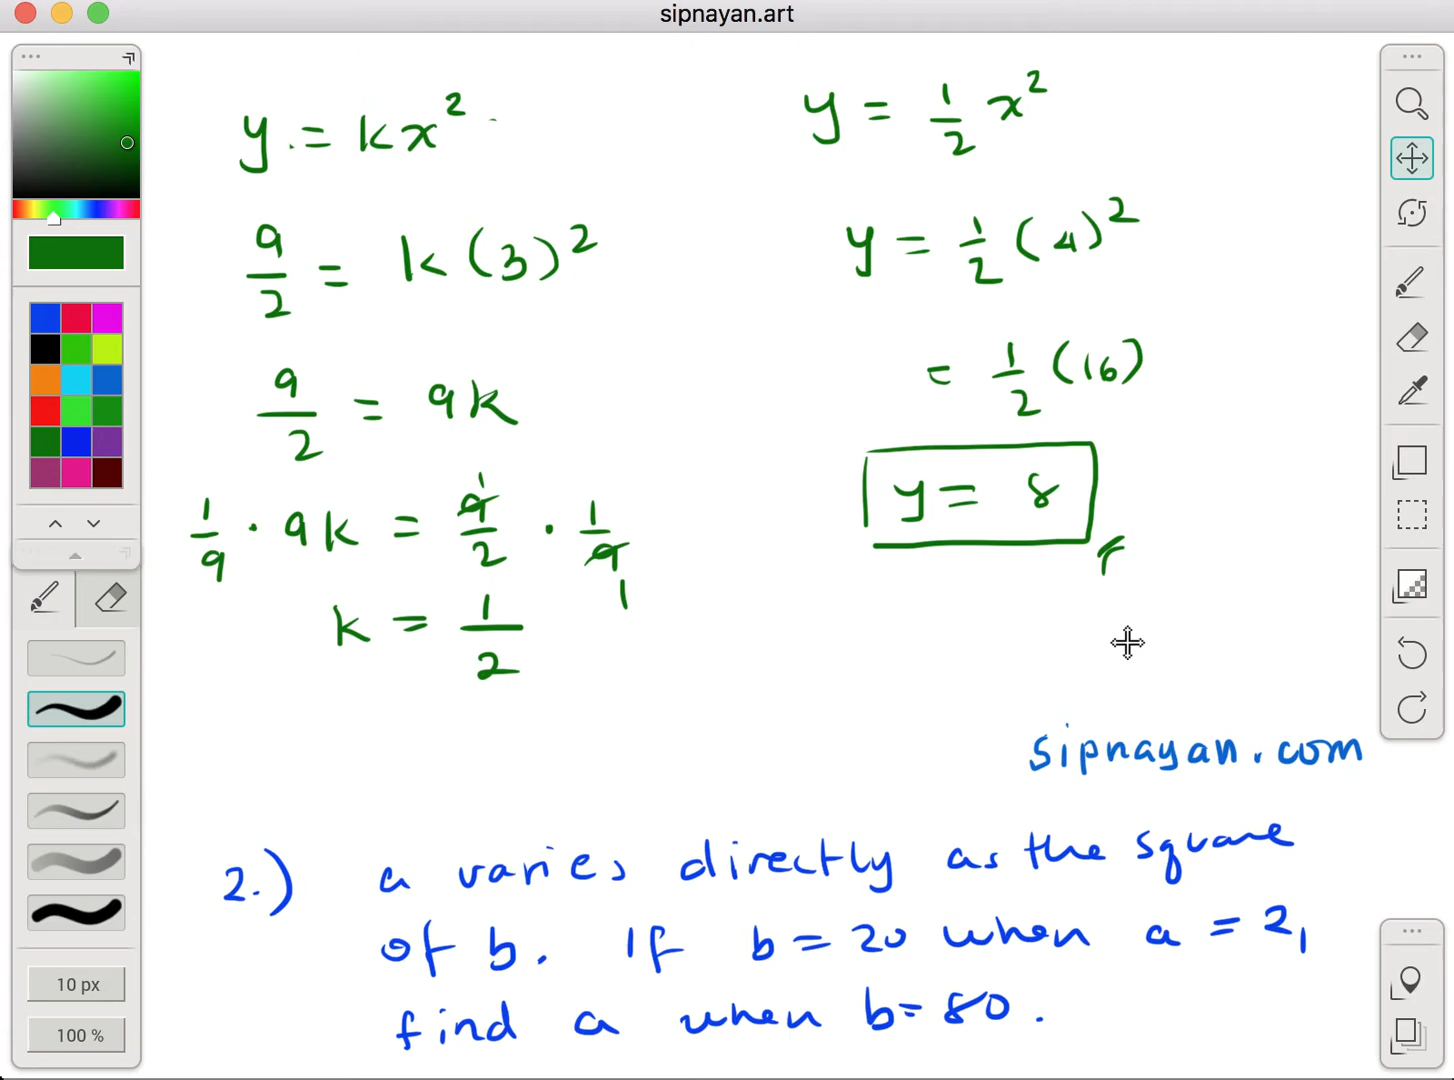 sipnayan.art
y = kx²
9/2 = k(3)²
9/2 = 9k
1/9 · 9k = 9/2 · 1/9
1
1
k = 1/2
y = 1/2 x²
y = 1/2 (4)²
= 1/2 (16)
y = 8
sipnayan.com
2.) a varies directly as the square
of b. If b = 20 when a = 2,
find a when b = 80.
10 px
100 %